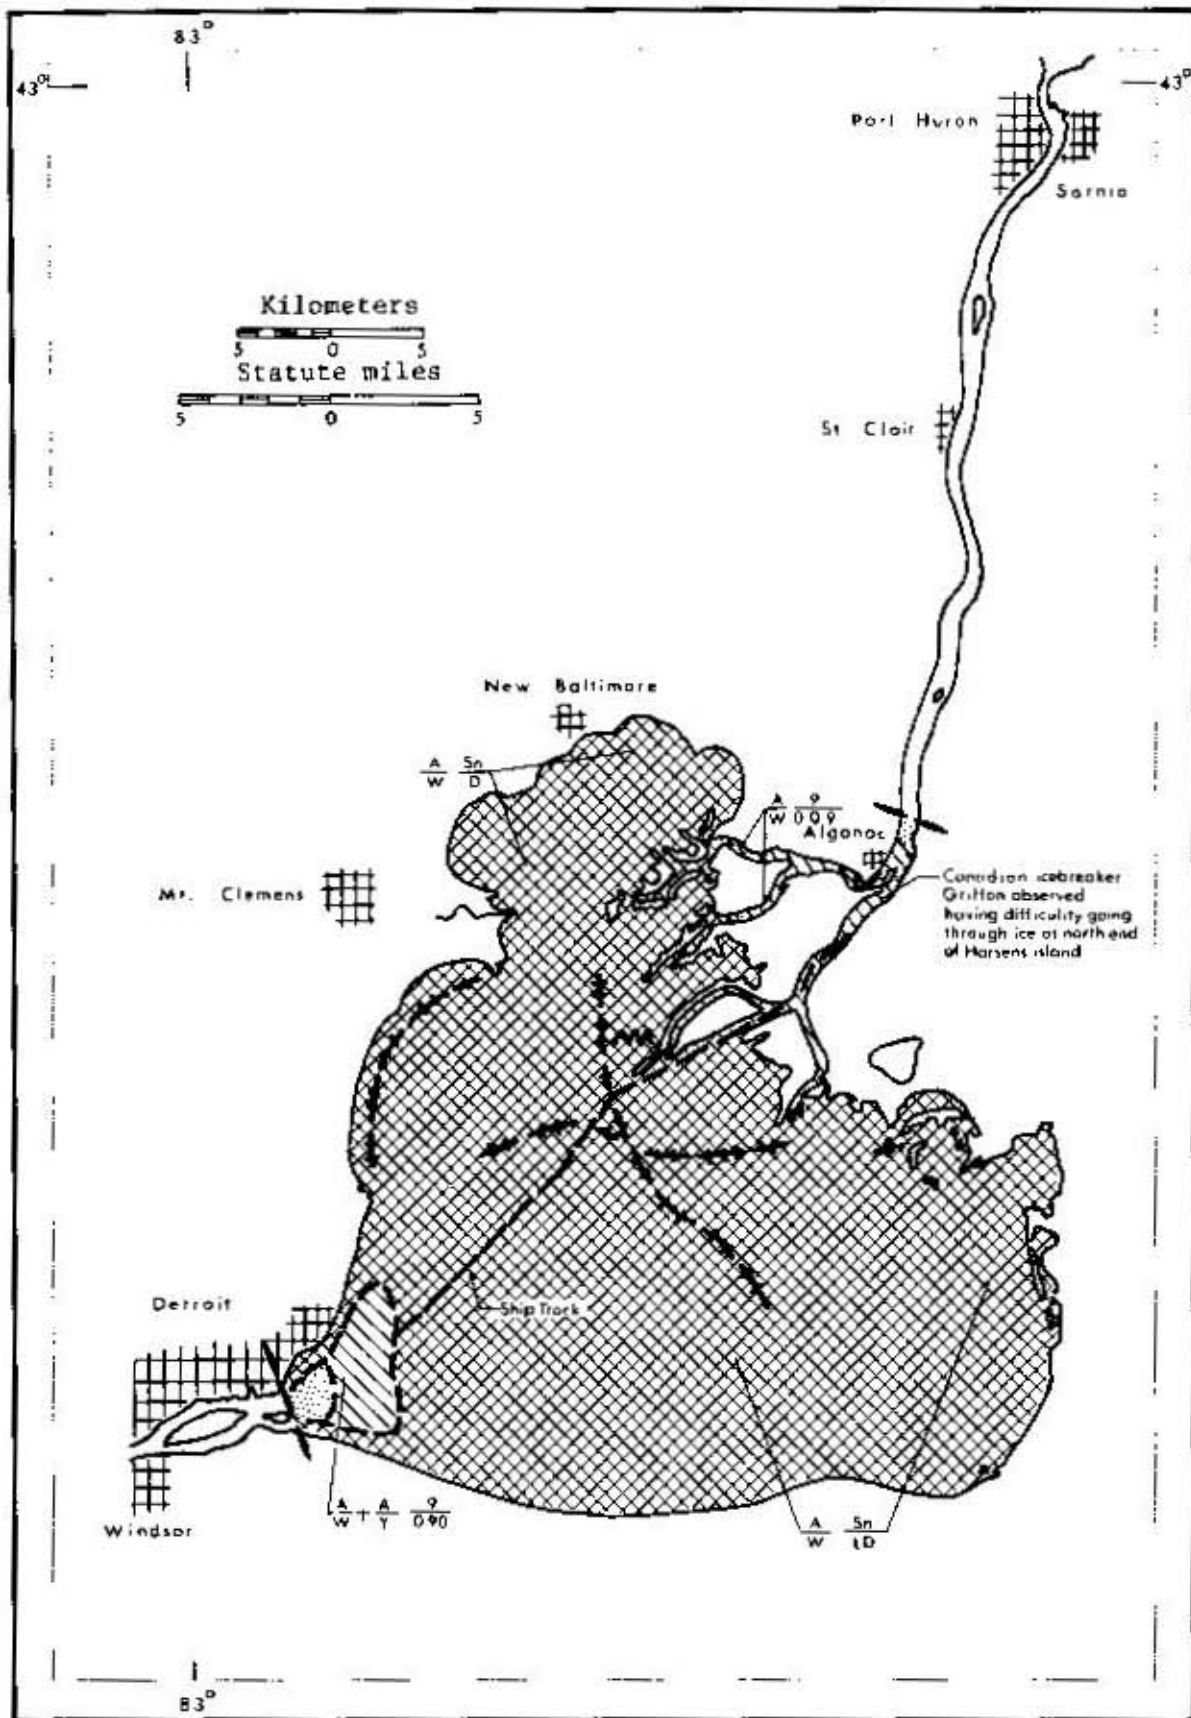 83°
43°
43°
Port Huron
Sarnia
Kilometers
5 0 5
Statute miles
5 0 5
St Clair
New Baltimore
A Sn
W D
A 9
W 009
Algonac
Mt. Clemens
Canadian icebreaker
Griffon observed
having difficulty going
through ice at north end
of Harsens island
Ship Track
Detroit
Windsor
A + A 9
W Y 090
A Sn
W tD
83°